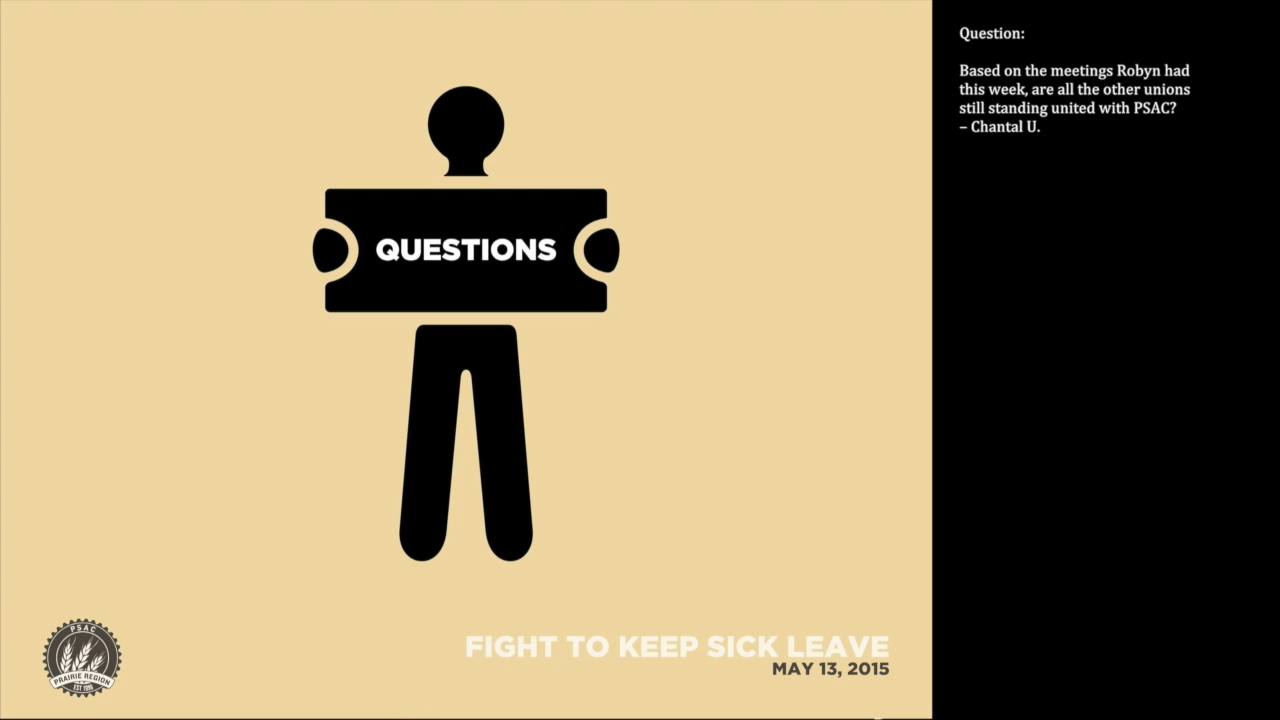 QUESTIONS
FIGHT TO KEEP SICK LEAVE
MAY 13, 2015
PSAC
PRAIRIE REGION
Question:
Based on the meetings Robyn had
this week, are all the other unions
still standing united with PSAC?
– Chantal U.